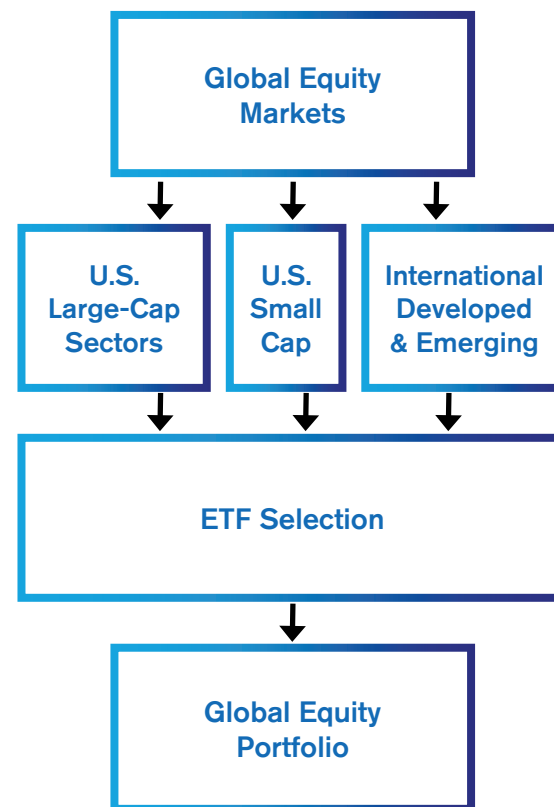 Global Equity
Markets
U.S.
Large-Cap
Sectors
U.S.
Small
Cap
International
Developed
& Emerging
ETF Selection
Global Equity
Portfolio